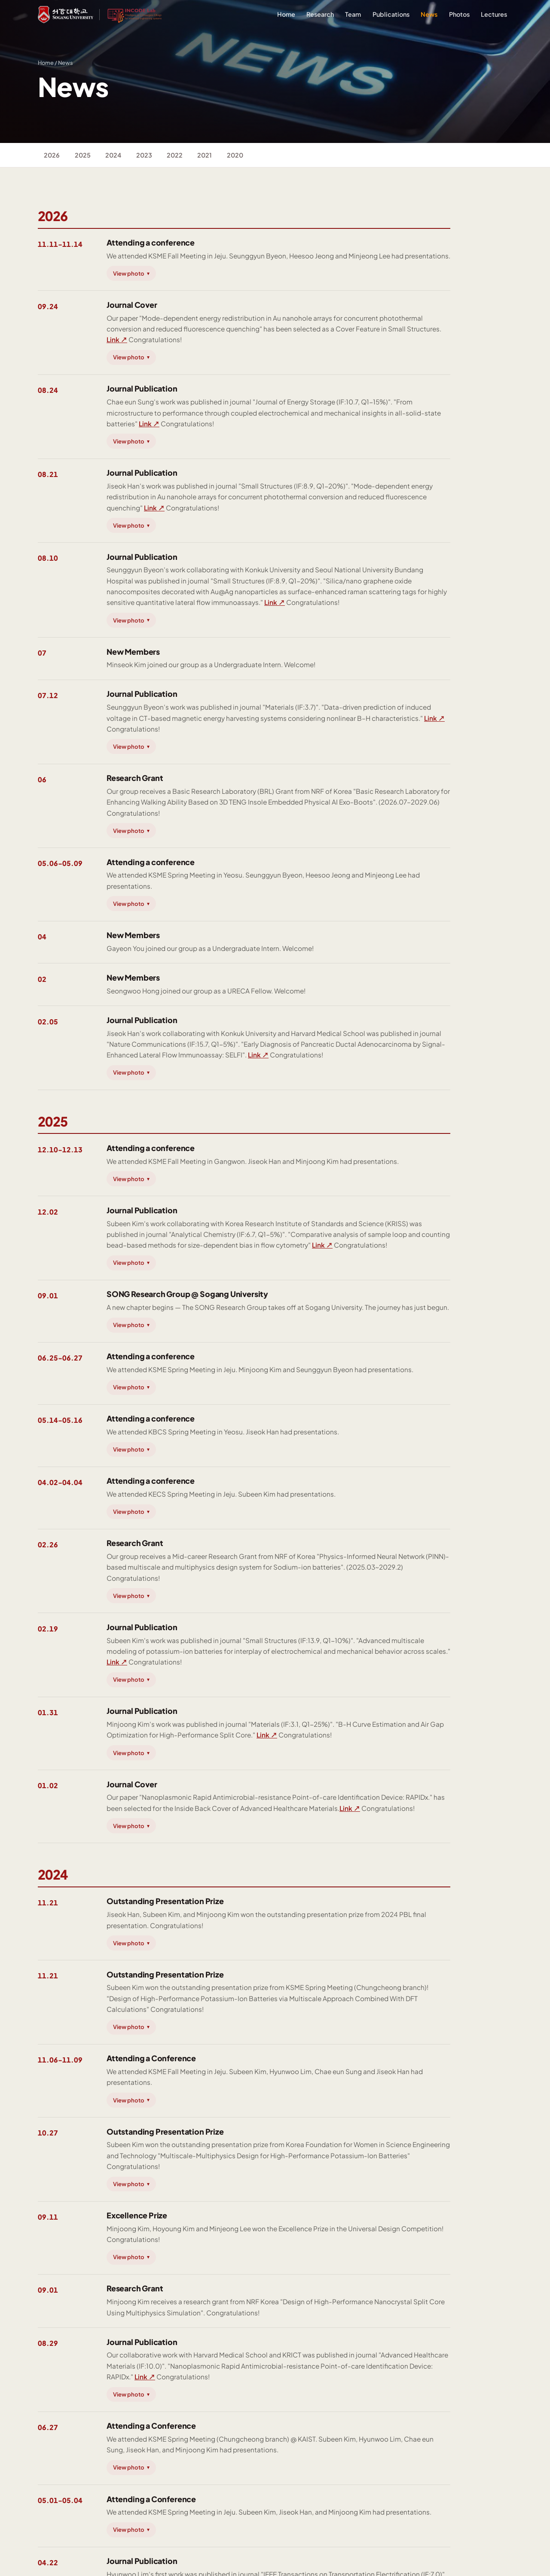 서강대학교
SOGANG UNIVERSITY
Home
Research
Team
Publications
News
Photos
Lectures
NEWS
Home / News
News
2026
2025
2024
2023
2022
2021
2020
2026
11.11–11.14
Attending a conference
We attended KSME Fall Meeting in Jeju. Seunggyun Byeon, Heesoo Jeong and Minjeong Lee had presentations.
View photo ▾
09.24
Journal Cover
Our paper "Mode-dependent energy redistribution in Au nanohole arrays for concurrent photothermal
conversion and reduced fluorescence quenching" has been selected as a Cover Feature in Small Structures.
Link ↗ Congratulations!
View photo ▾
08.24
Journal Publication
Chae eun Sung's work was published in journal "Journal of Energy Storage (IF:10.7, Q1~15%)". "From
microstructure to performance through coupled electrochemical and mechanical insights in all-solid-state
batteries" Link ↗ Congratulations!
View photo ▾
08.21
Journal Publication
Jiseok Han's work was published in journal "Small Structures (IF:8.9, Q1~20%)". "Mode-dependent energy
redistribution in Au nanohole arrays for concurrent photothermal conversion and reduced fluorescence
quenching" Link ↗ Congratulations!
View photo ▾
08.10
Journal Publication
Seunggyun Byeon's work collaborating with Konkuk University and Seoul National University Bundang
Hospital was published in journal "Small Structures (IF:8.9, Q1~20%)". "Silica/nano graphene oxide
nanocomposites decorated with Au@Ag nanoparticles as surface-enhanced raman scattering tags for highly
sensitive quantitative lateral flow immunoassays." Link ↗ Congratulations!
View photo ▾
07
New Members
Minseok Kim joined our group as a Undergraduate Intern. Welcome!
07.12
Journal Publication
Seunggyun Byeon's work was published in journal "Materials (IF:3.7)". "Data-driven prediction of induced
voltage in CT-based magnetic energy harvesting systems considering nonlinear B–H characteristics." Link ↗
Congratulations!
View photo ▾
06
Research Grant
Our group receives a Basic Research Laboratory (BRL) Grant from NRF of Korea "Basic Research Laboratory for
Enhancing Walking Ability Based on 3D TENG Insole Embedded Physical AI Exo-Boots". (2026.07~2029.06)
Congratulations!
View photo ▾
05.06–05.09
Attending a conference
We attended KSME Spring Meeting in Yeosu. Seunggyun Byeon, Heesoo Jeong and Minjeong Lee had
presentations.
View photo ▾
04
New Members
Gayeon You joined our group as a Undergraduate Intern. Welcome!
02
New Members
Seongwoo Hong joined our group as a URECA Fellow. Welcome!
02.05
Journal Publication
Jiseok Han's work collaborating with Konkuk University and Harvard Medical School was published in journal
"Nature Communications (IF:15.7, Q1~5%)". "Early Diagnosis of Pancreatic Ductal Adenocarcinoma by Signal-
Enhanced Lateral Flow Immunoassay: SELFI". Link ↗ Congratulations!
View photo ▾
2025
12.10–12.13
Attending a conference
We attended KSME Fall Meeting in Gangwon. Jiseok Han and Minjoong Kim had presentations.
View photo ▾
12.02
Journal Publication
Subeen Kim's work collaborating with Korea Research Institute of Standards and Science (KRISS) was
published in journal "Analytical Chemistry (IF:6.7, Q1~5%)". "Comparative analysis of sample loop and counting
bead-based methods for size-dependent bias in flow cytometry" Link ↗ Congratulations!
View photo ▾
09.01
SONG Research Group @ Sogang University
A new chapter begins — The SONG Research Group takes off at Sogang University. The journey has just begun.
View photo ▾
06.25–06.27
Attending a conference
We attended KSME Spring Meeting in Jeju. Minjoong Kim and Seunggyun Byeon had presentations.
View photo ▾
05.14–05.16
Attending a conference
We attended KBCS Spring Meeting in Yeosu. Jiseok Han had presentations.
View photo ▾
04.02–04.04
Attending a conference
We attended KECS Spring Meeting in Jeju. Subeen Kim had presentations.
View photo ▾
02.26
Research Grant
Our group receives a Mid-career Research Grant from NRF of Korea "Physics-Informed Neural Network (PINN)-
based multiscale and multiphysics design system for Sodium-ion batteries". (2025.03~2029.2)
Congratulations!
View photo ▾
02.19
Journal Publication
Subeen Kim's work was published in journal "Small Structures (IF:13.9, Q1~10%)". "Advanced multiscale
modeling of potassium-ion batteries for interplay of electrochemical and mechanical behavior across scales."
Link ↗ Congratulations!
View photo ▾
01.31
Journal Publication
Minjoong Kim's work was published in journal "Materials (IF:3.1, Q1~25%)". "B-H Curve Estimation and Air Gap
Optimization for High-Performance Split Core." Link ↗ Congratulations!
View photo ▾
01.02
Journal Cover
Our paper "Nanoplasmonic Rapid Antimicrobial-resistance Point-of-care Identification Device: RAPIDx." has
been selected for the Inside Back Cover of Advanced Healthcare Materials Link ↗ Congratulations!
View photo ▾
2024
11.21
Outstanding Presentation Prize
Jiseok Han, Subeen Kim, and Minjoong Kim won the outstanding presentation prize from 2024 PBL final
presentation. Congratulations!
View photo ▾
11.21
Outstanding Presentation Prize
Subeen Kim won the outstanding presentation prize from KSME Spring Meeting (Chungcheong branch)!
"Design of High-Performance Potassium-Ion Batteries via Multiscale Approach Combined With DFT
Calculations" Congratulations!
View photo ▾
11.06–11.09
Attending a Conference
We attended KSME Fall Meeting in Jeju. Subeen Kim, Hyunwoo Lim, Chae eun Sung and Jiseok Han had
presentations.
View photo ▾
10.27
Outstanding Presentation Prize
Subeen Kim won the outstanding presentation prize from Korea Foundation for Women in Science Engineering
and Technology "Multiscale-Multiphysics Design for High-Performance Potassium-Ion Batteries"
Congratulations!
View photo ▾
09.11
Excellence Prize
Minjoong Kim, Hoyoung Kim and Minjeong Lee won the Excellence Prize in the Universal Design Competition!
Congratulations!
View photo ▾
09.01
Research Grant
Minjoong Kim receives a research grant from NRF Korea "Design of High-Performance Nanocrystal Split Core
Using Multiphysics Simulation". Congratulations!
08.29
Journal Publication
Our collaborative work with Harvard Medical School and KRICT was published in journal "Advanced Healthcare
Materials (IF:10.0)". "Nanoplasmonic Rapid Antimicrobial-resistance Point-of-care Identification Device:
RAPIDx." Link ↗ Congratulations!
View photo ▾
06.27
Attending a Conference
We attended KSME Spring Meeting (Chungcheong branch) @ KAIST. Subeen Kim, Hyunwoo Lim, Chae eun
Sung, Jiseok Han, and Minjoong Kim had presentations.
View photo ▾
05.01–05.04
Attending a Conference
We attended KSME Spring Meeting in Jeju. Subeen Kim, Jiseok Han, and Minjoong Kim had presentations.
View photo ▾
04.22
Journal Publication
Hyunwoo Lim's first work was published in journal "IEEE Transactions on Transportation Electrification (IF:7.0)".